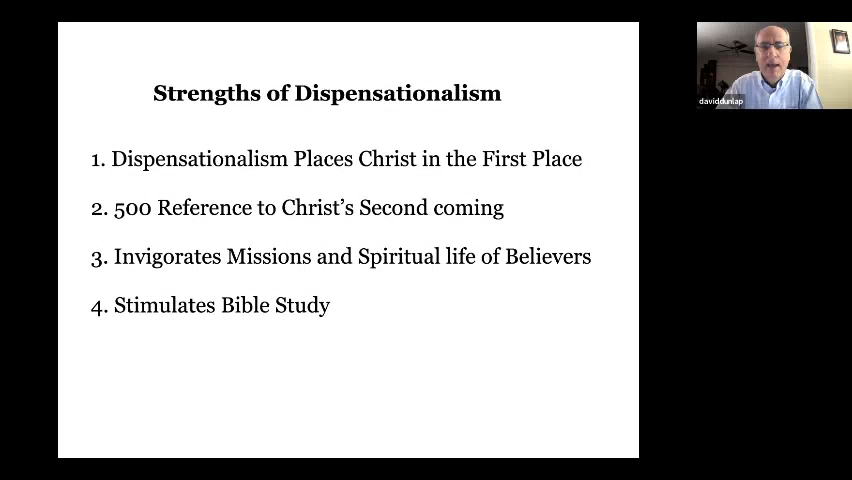 Strengths of Dispensationalism
1. Dispensationalism Places Christ in the First Place
2. 500 Reference to Christ’s Second coming
3. Invigorates Missions and Spiritual life of Believers
4. Stimulates Bible Study
daviddunlap